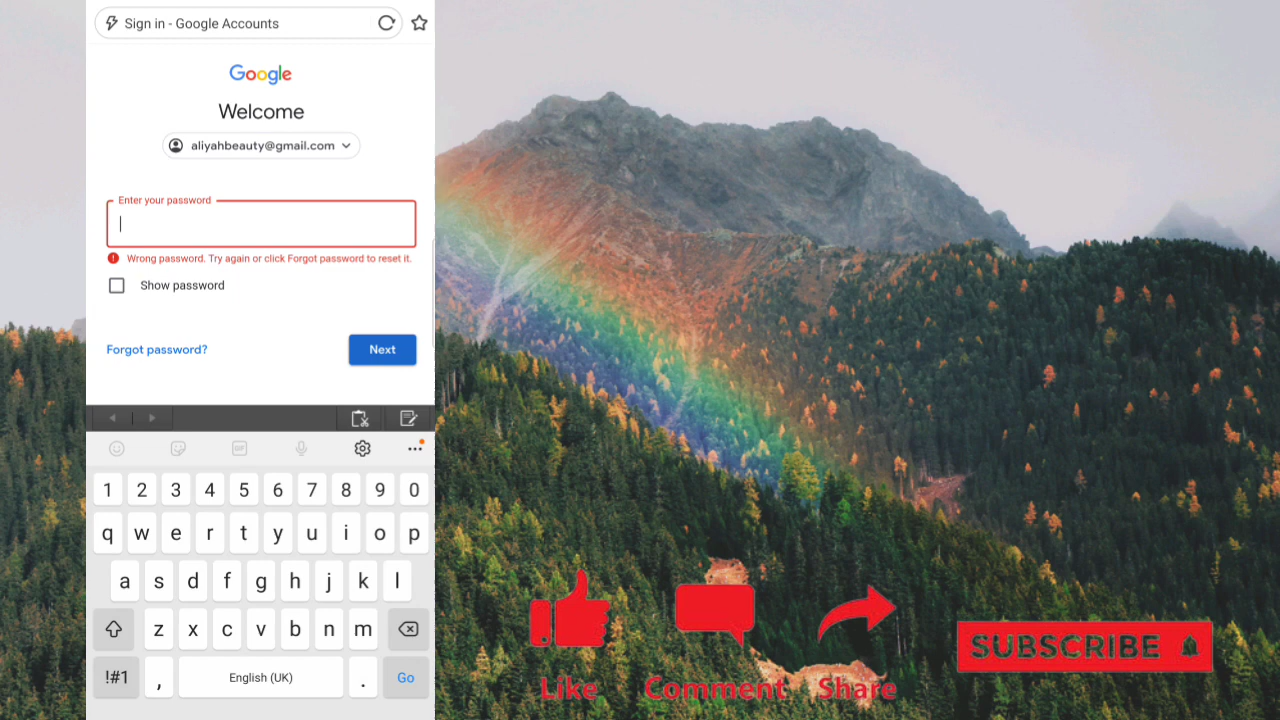 Sign in - Google Accounts
Google
Welcome
aliyahbeauty@gmail.com
Enter your password
Wrong password. Try again or click Forgot password to reset it.
Show password
Forgot password?
Next
GIF
1 2 3 4 5 6 7 8 9 0
q w e r t y u i o p
a s d f g h j k l
z x c v b n m
!#1 , English (UK) . Go
Like Comment Share
SUBSCRIBE